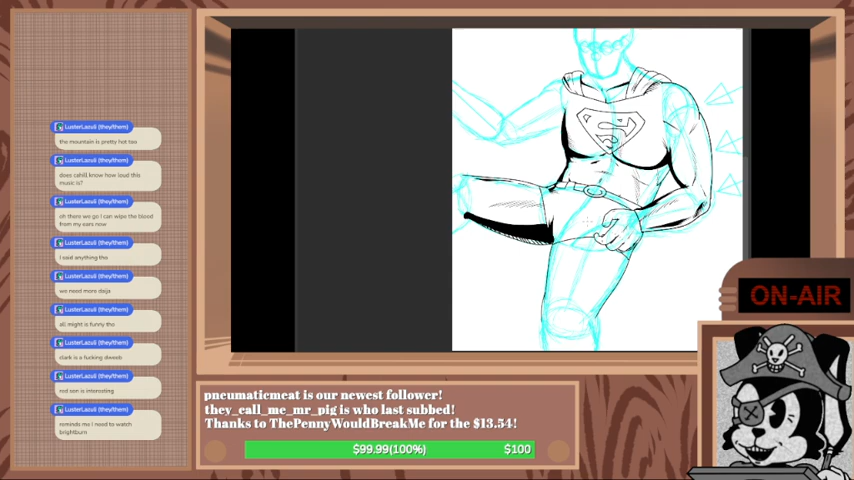 LusterLazuli (they/them)
the mountain is pretty hot too
LusterLazuli (they/them)
does cahill know how loud this
music is?
LusterLazuli (they/them)
oh there we go i can wipe the blood
from my ears now
LusterLazuli (they/them)
i said anything tho
LusterLazuli (they/them)
we need more daija
LusterLazuli (they/them)
all might is funny tho
LusterLazuli (they/them)
stark is a fucking dweeb
LusterLazuli (they/them)
red son is interesting
LusterLazuli (they/them)
reminds me i need to watch
brightburn
S
ON-AIR
pneumaticmeat is our newest follower!
they_call_me_mr_pig is who last subbed!
Thanks to ThePennyWouldBreakMe for the $13.54!
$99.99(100%) $100